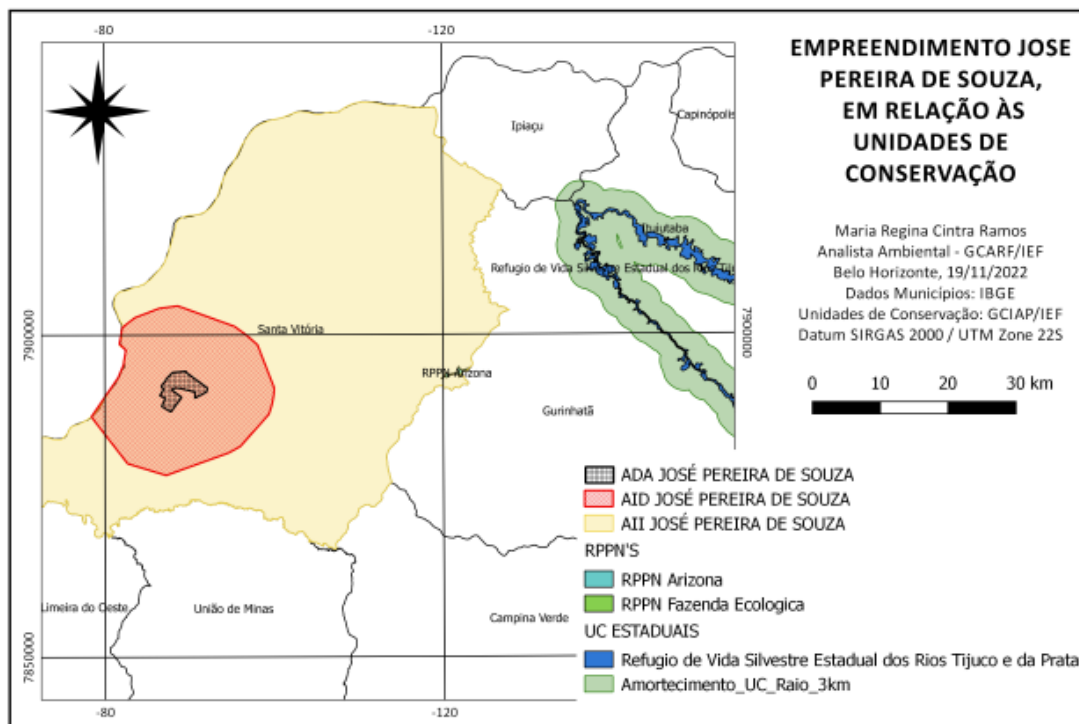 -80
-120
EMPREENDIMENTO JOSE
PEREIRA DE SOUZA,
EM RELAÇÃO ÀS
UNIDADES DE
CONSERVAÇÃO
Maria Regina Cintra Ramos
Analista Ambiental - GCARF/IEF
Belo Horizonte, 19/11/2022
Dados Municípios: IBGE
Unidades de Conservação: GCIAP/IEF
Datum SIRGAS 2000 / UTM Zone 22S
0 10 20 30 km
Ipiaçu
Capinópolis
Ituiutaba
Refugio de Vida Silvestre Estadual dos Rios Tiju
Santa Vitória
7900000
7900000
RPPN Arizona
Gurinhatã
ADA JOSÉ PEREIRA DE SOUZA
AID JOSÉ PEREIRA DE SOUZA
AII JOSÉ PEREIRA DE SOUZA
RPPN'S
RPPN Arizona
RPPN Fazenda Ecologica
UC ESTADUAIS
Refugio de Vida Silvestre Estadual dos Rios Tijuco e da Prata
Amortecimento_UC_Raio_3km
Limeira do Oeste
União de Minas
Campina Verde
7850000
-80
-120